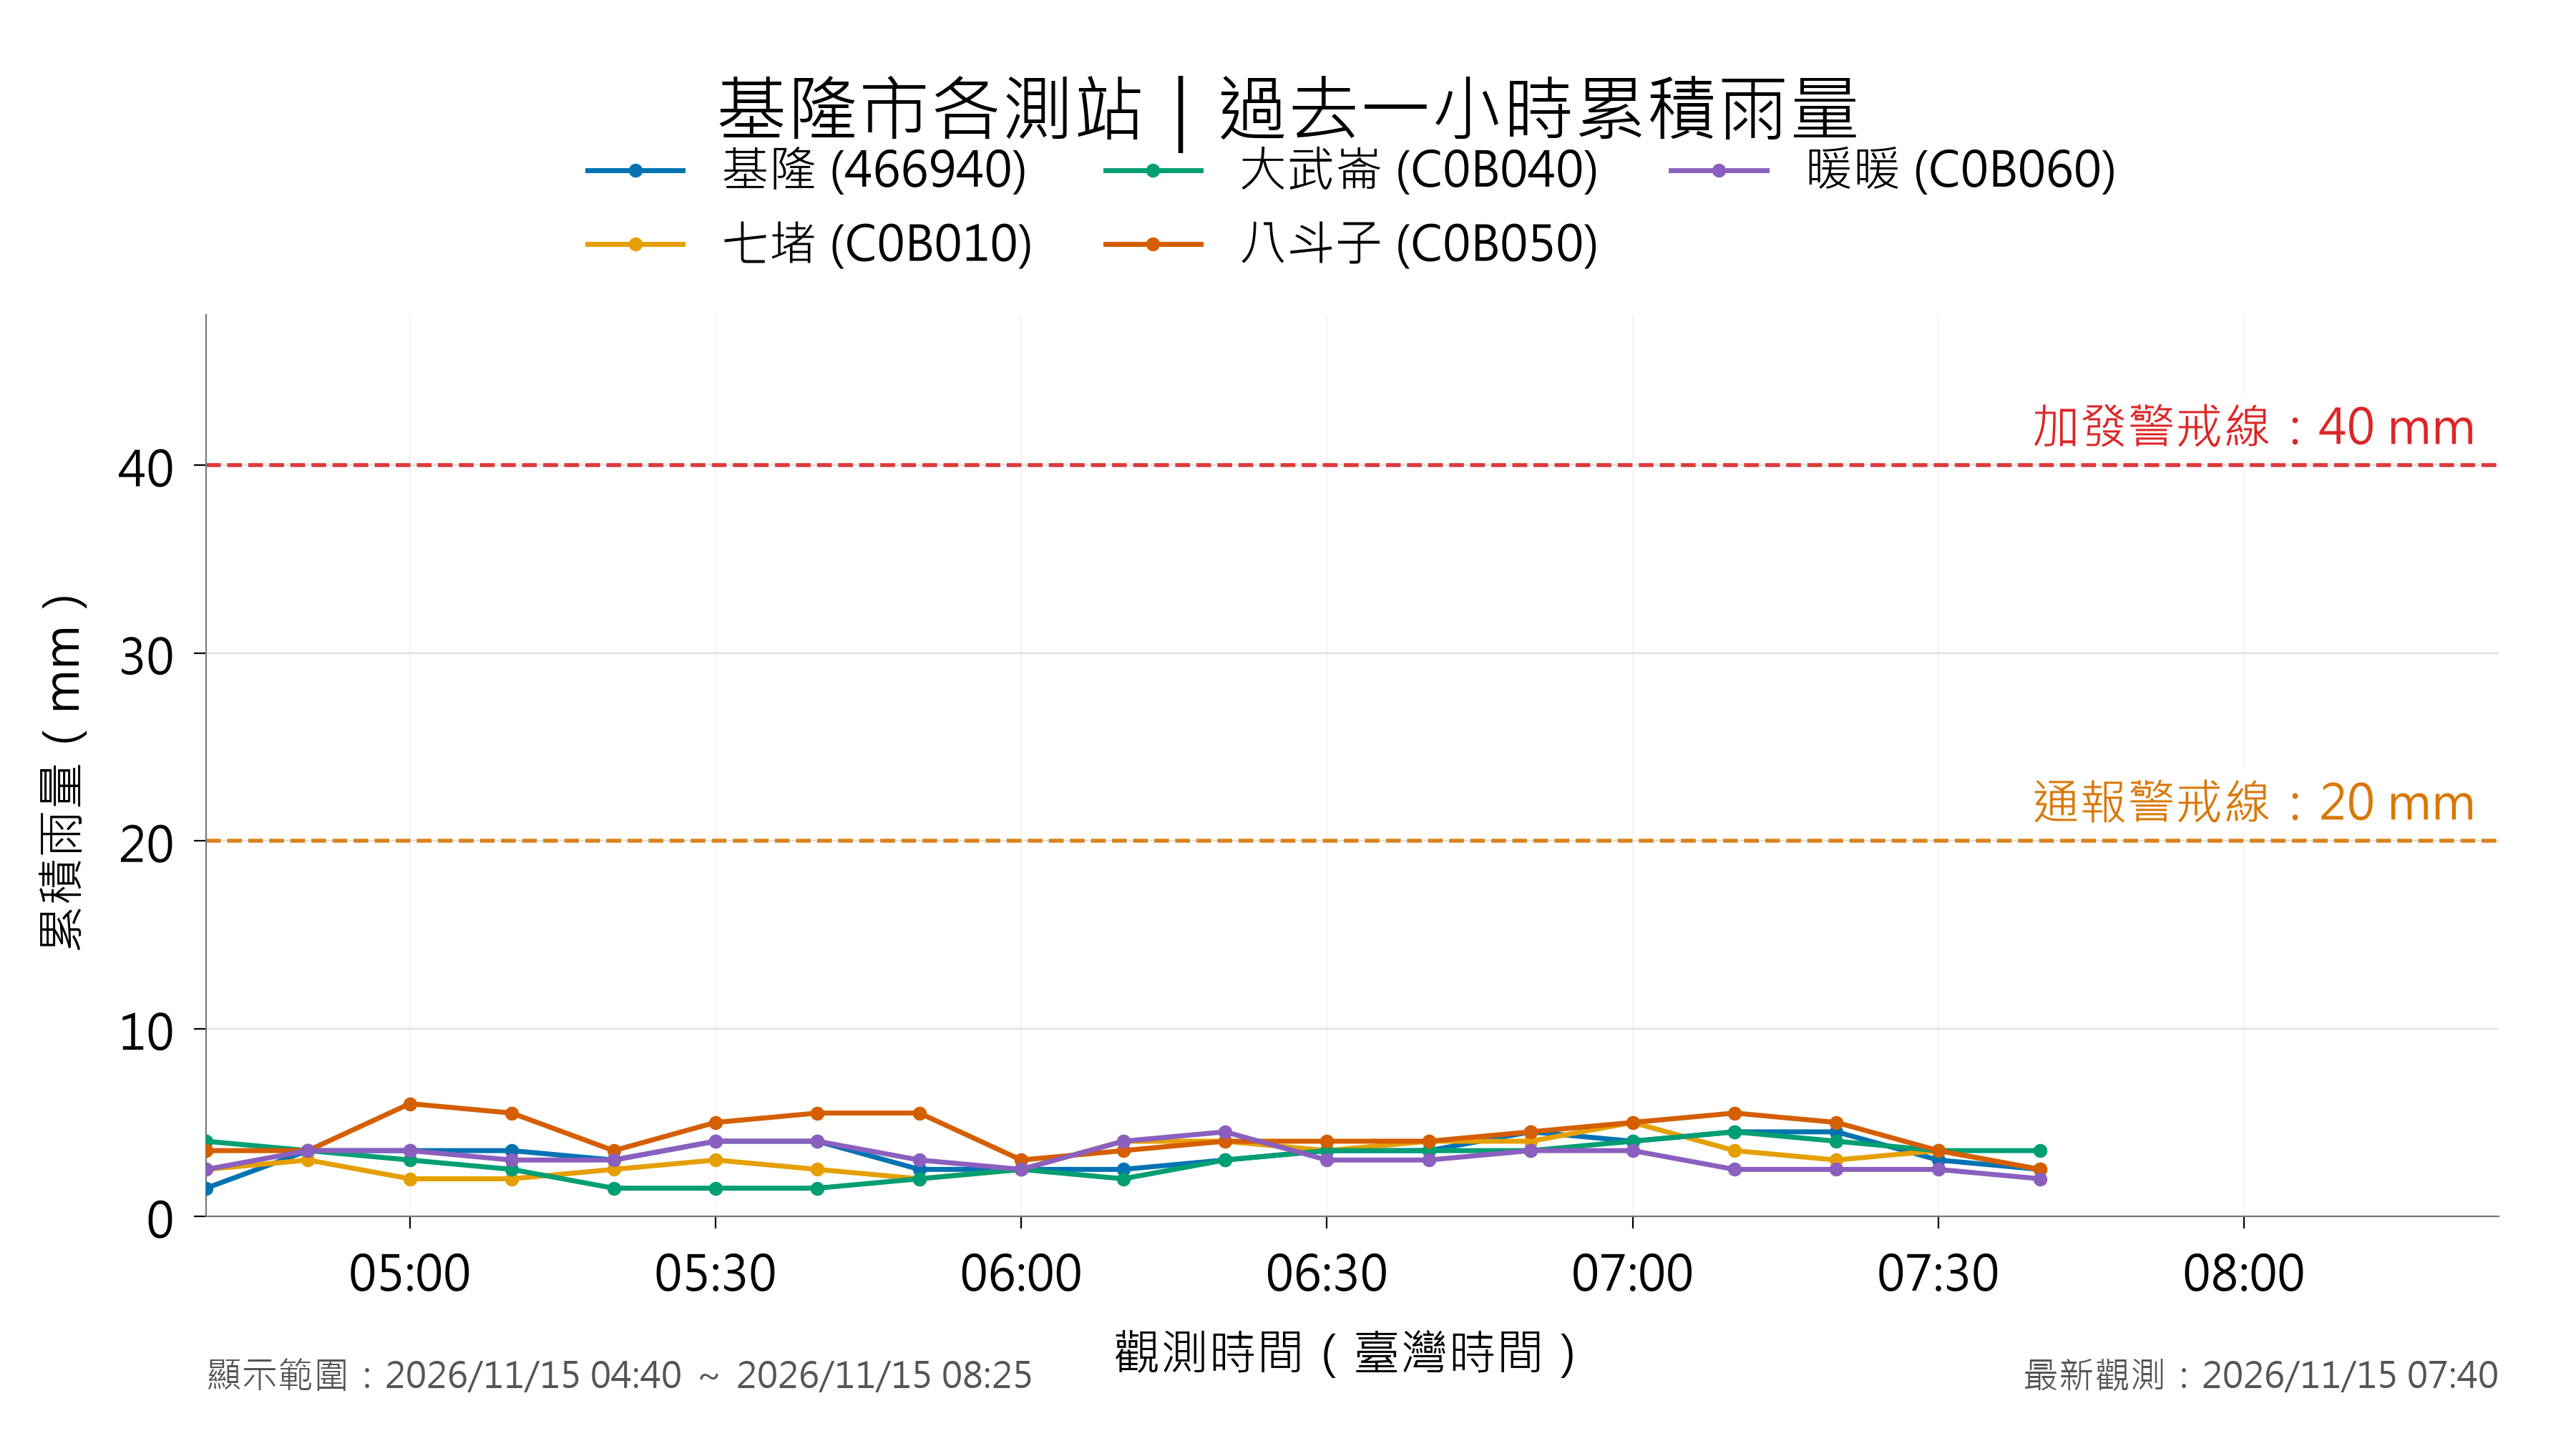 基隆市各測站｜過去一小時累積雨量
基隆 (466940)
七堵 (C0B010)
大武崙 (C0B040)
八斗子 (C0B050)
暖暖 (C0B060)
累積雨量（mm）
40
30
20
10
0
加發警戒線：40 mm
通報警戒線：20 mm
05:00
05:30
06:00
06:30
07:00
07:30
08:00
觀測時間（臺灣時間）
顯示範圍：2026/11/15 04:40 ~ 2026/11/15 08:25
最新觀測：2026/11/15 07:40